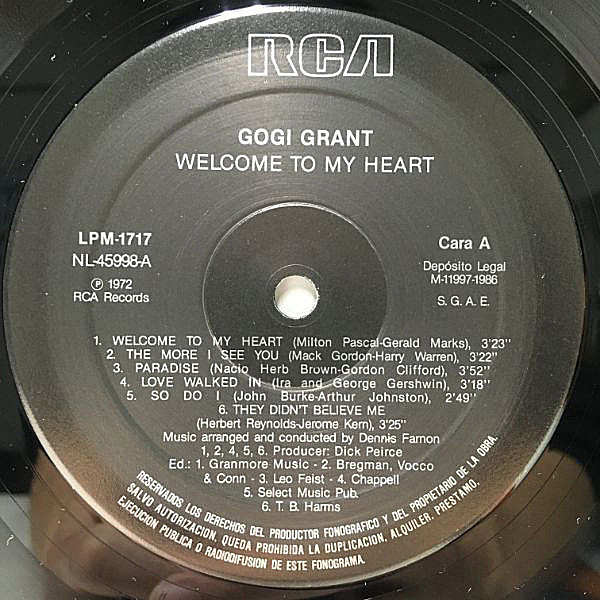 RCA
GOGI GRANT
WELCOME TO MY HEART
LPM-1717
NL-45998-A
Ⓟ 1972
RCA Records
Cara A
Depósito Legal
M-11997-1986
S. G. A. E.
1. WELCOME TO MY HEART (Milton Pascal-Gerald Marks), 3'23''
2. THE MORE I SEE YOU (Mack Gordon-Harry Warren), 3'22''
3. PARADISE (Nacio Herb Brown-Gordon Clifford), 3'52''
4. LOVE WALKED IN (Ira and George Gershwin), 3'18''
5. SO DO I (John Burke-Arthur Johnston), 2'49''
6. THEY DIDN'T BELIEVE ME
(Herbert Reynolds-Jerome Kern), 3'25''
Music arranged and conducted by Dennis Farnon
1, 2, 4, 5, 6. Producer: Dick Peirce
Ed.: 1. Granmore Music - 2. Bregman, Vocco
& Conn - 3. Leo Feist - 4. Chappell
5. Select Music Pub.
6. T. B. Harms
RESERVADOS LOS DERECHOS DEL PRODUCTOR FONOGRAFICO Y DEL PROPIETARIO DE LA OBRA.
SALVO AUTORIZACION, QUEDA PROHIBIDA LA DUPLICACION, ALQUILER, PRESTAMO,
EJECUCION PUBLICA O RADIODIFUSION DE ESTE FONOGRAMA.